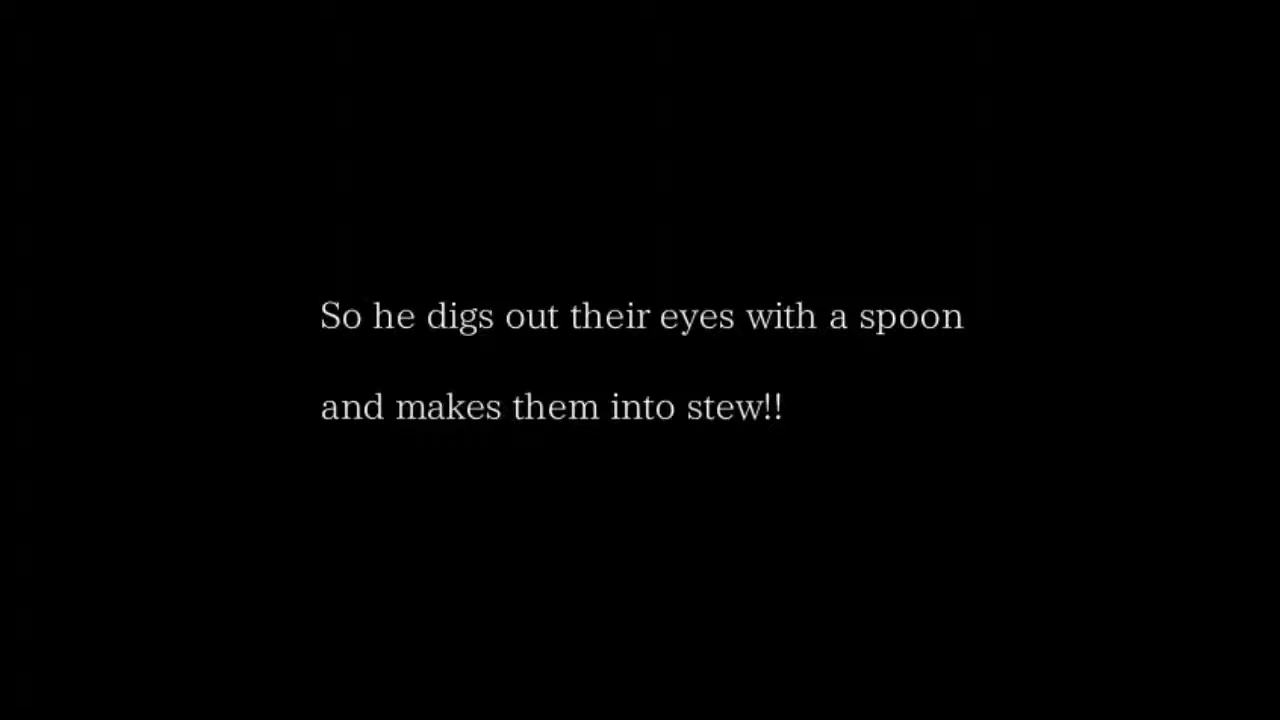 So he digs out their eyes with a spoon
and makes them into stew!!